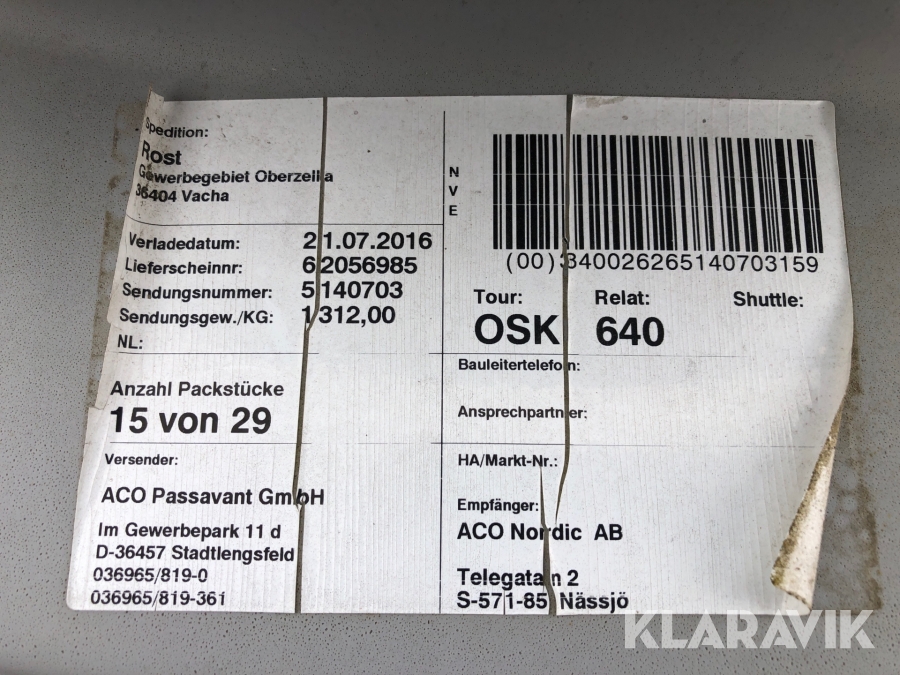 Spedition:
Rost
Gewerbegebiet Oberzella
36404 Vacha
Verladedatum: 21.07.2016
Lieferscheinnr: 62056985
Sendungsnummer: 5140703
Sendungsgew./KG: 1312,00
NL:
Anzahl Packstücke
15 von 29
Versender:
ACO Passavant GmbH
Im Gewerbepark 11 d
D-36457 Stadtlengsfeld
036965/819-0
036965/819-361
N
V
E
(00)340026265140703159
Tour: Relat: Shuttle:
OSK 640
Bauleitertelefon:
Ansprechpartner:
HA/Markt-Nr.:
Empfänger:
ACO Nordic AB
Telegatan 2
S-571-85 Nässjö
KLARAVIK